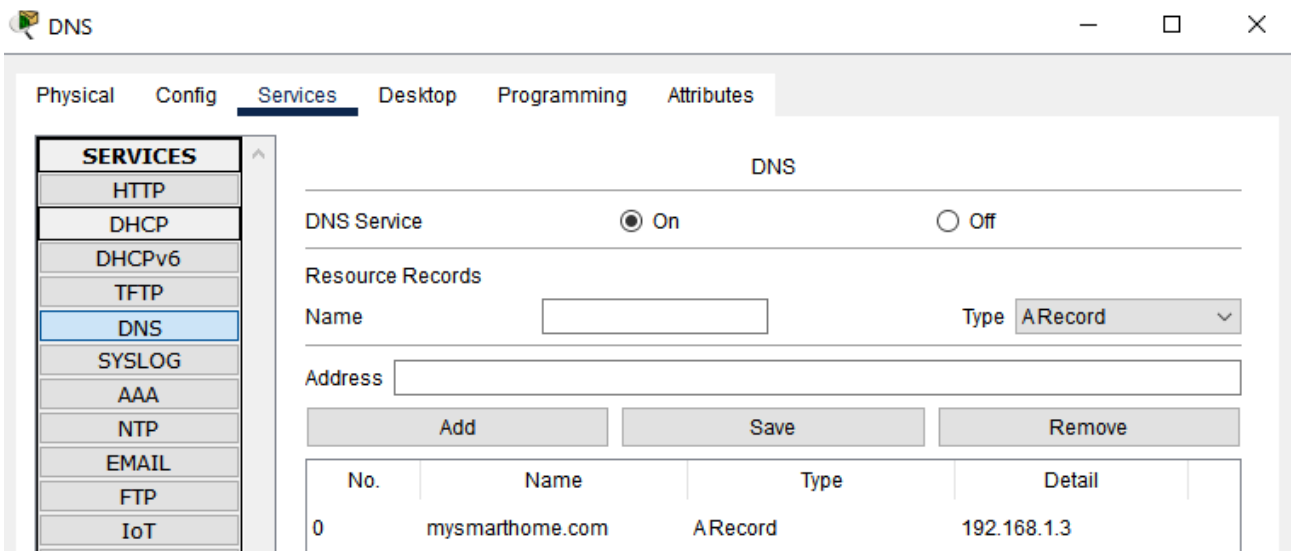 DNS
Physical Config Services Desktop Programming Attributes
SERVICES
HTTP
DHCP
DHCPv6
TFTP
DNS
SYSLOG
AAA
NTP
EMAIL
FTP
IoT
DNS
DNS Service On Off
Resource Records
Name Type A Record
Address
Add Save Remove
No. Name Type Detail
0 mysmarthome.com A Record 192.168.1.3